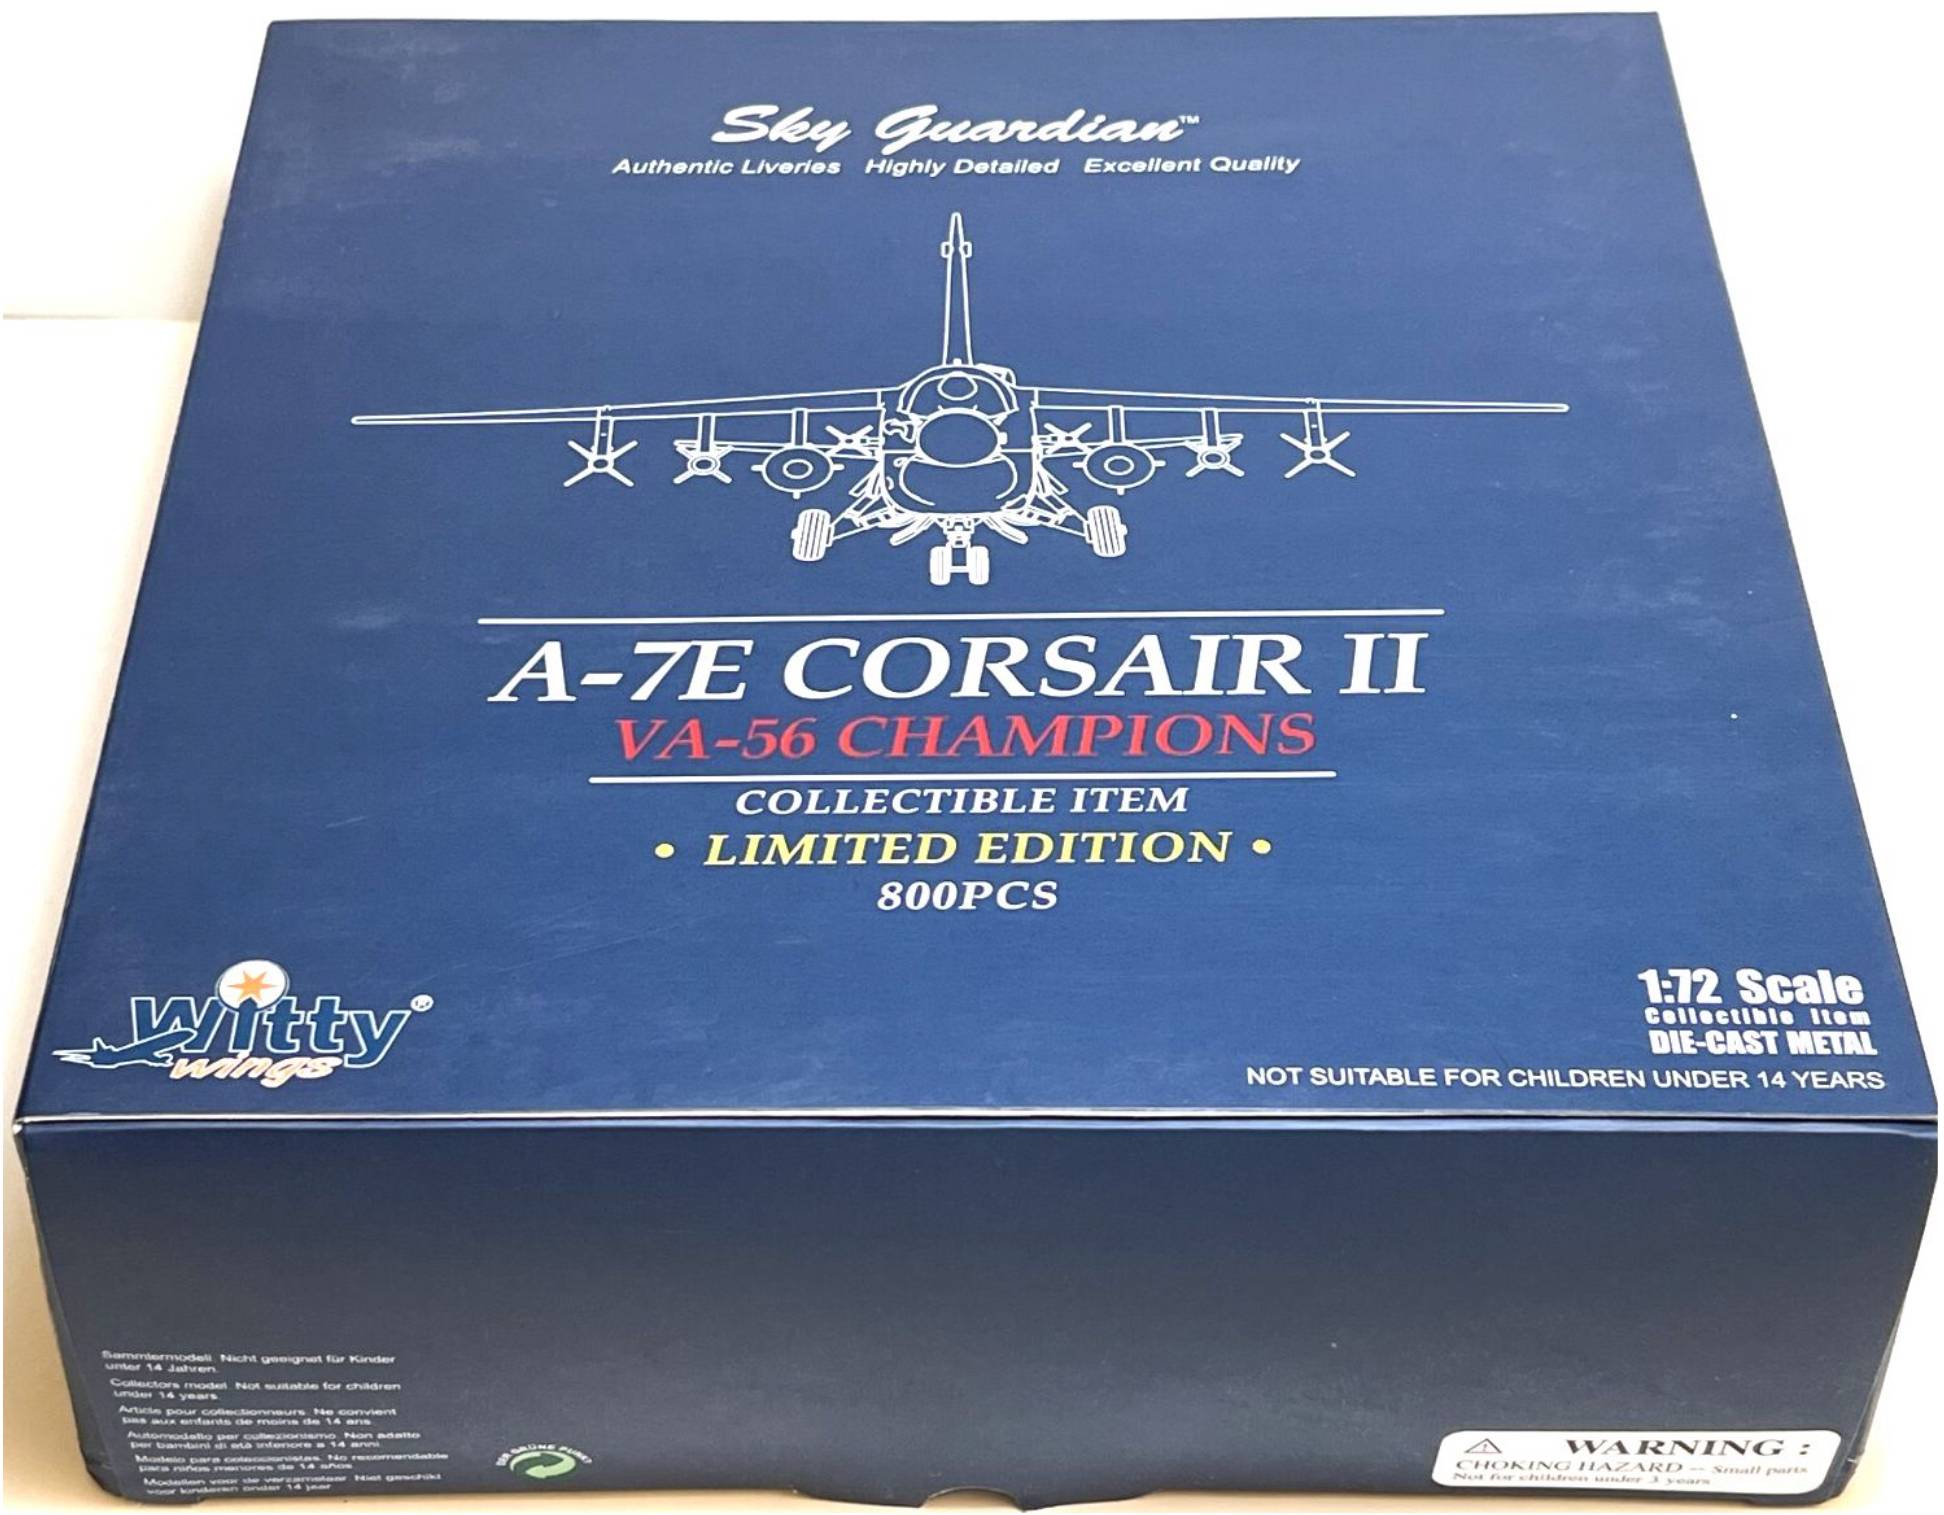 Sky Guardian™
Authentic Liveries Highly Detailed Excellent Quality
A-7E CORSAIR II
VA-56 CHAMPIONS
COLLECTIBLE ITEM
• LIMITED EDITION •
800PCS
Witty®
wings
1:72 Scale
Collectible Item
DIE-CAST METAL
NOT SUITABLE FOR CHILDREN UNDER 14 YEARS
Sammlermodell. Nicht geeignet für Kinder
unter 14 Jahren.
Collectors model. Not suitable for children
under 14 years.
Article pour collectionneurs. Ne convient
pas aux enfants de moins de 14 ans.
Automodello per collezionismo. Non adatto
per bambini di età inferiore a 14 anni.
Modelo para coleccionistas. No recomendable
para niños menores de 14 años
Modellen voor de verzamelaar. Niet geschikt
voor kinderen onder 14 jaar
DER GRÜNE PUNKT
WARNING :
CHOKING HAZARD -- Small parts
Not for children under 3 years